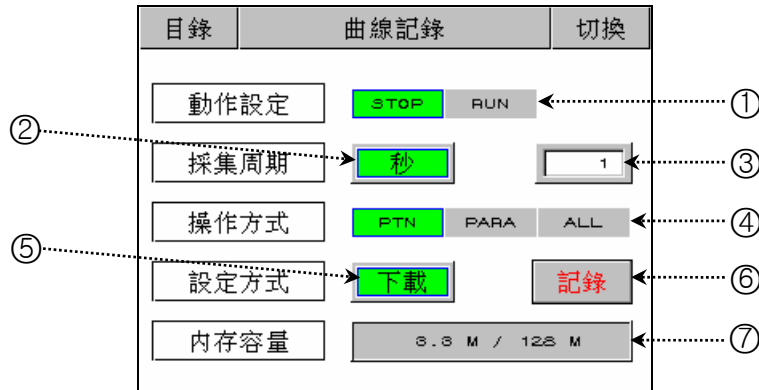 目錄 曲線記錄 切換
動作設定 STOP RUN ①
② 採集周期 秒 1 ③
操作方式 PTN PARA ALL ④
⑤ 設定方式 下載 記錄 ⑥
内存容量 3.3 M / 128 M ⑦